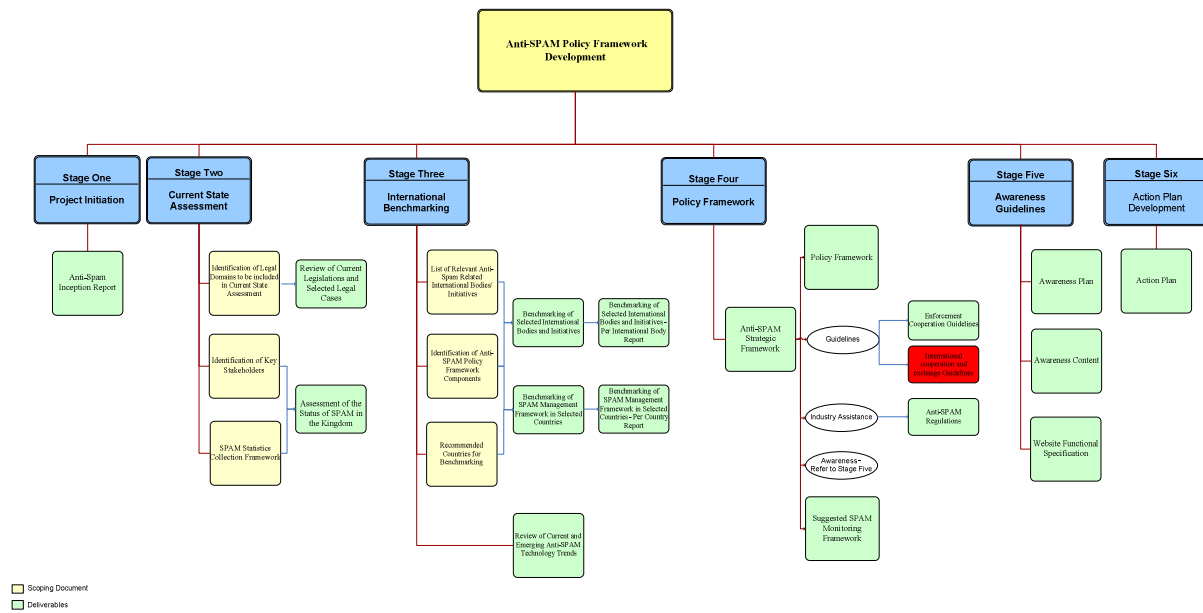 Anti-SPAM Policy Framework
Development
Stage One
Project Initiation
Stage Two
Current State
Assessment
Stage Three
International
Benchmarking
Stage Four
Policy Framework
Stage Five
Awareness
Guidelines
Stage Six
Action Plan
Development
Anti-Spam
Inception Report
Identification of Legal
Domains to be included
in Current State
Assessment
Review of Current
Legislations and
Selected Legal
Cases
Identification of Key
Stakeholders
Assessment of the
Status of SPAM in
the Kingdom
SPAM Statistics
Collection Framework
List of Relevant Anti-
Spam Related
International Bodies/
Initiatives
Benchmarking of
Selected International
Bodies and Initiatives
Benchmarking of
Selected International
Bodies and Initiatives–
Per International Body
Report
Identification of Anti-
SPAM Policy
Framework
Components
Benchmarking of
SPAM Management
Framework in Selected
Countries
Benchmarking of
SPAM Management
Framework in Selected
Countries–Per Country
Report
Recommended
Countries for
Benchmarking
Review of Current and
Emerging Anti-SPAM
Technology Trends
Anti-SPAM
Strategic
Framework
Policy Framework
Guidelines
Enforcement
Cooperation Guidelines
International
cooperation and
exchange Guidelines
Industry Assistance
Anti-SPAM
Regulations
Awareness–
Refer to Stage Five
Suggested SPAM
Monitoring
Framework
Awareness Plan
Awareness Content
Website Functional
Specification
Action Plan
Scoping Document
Deliverables